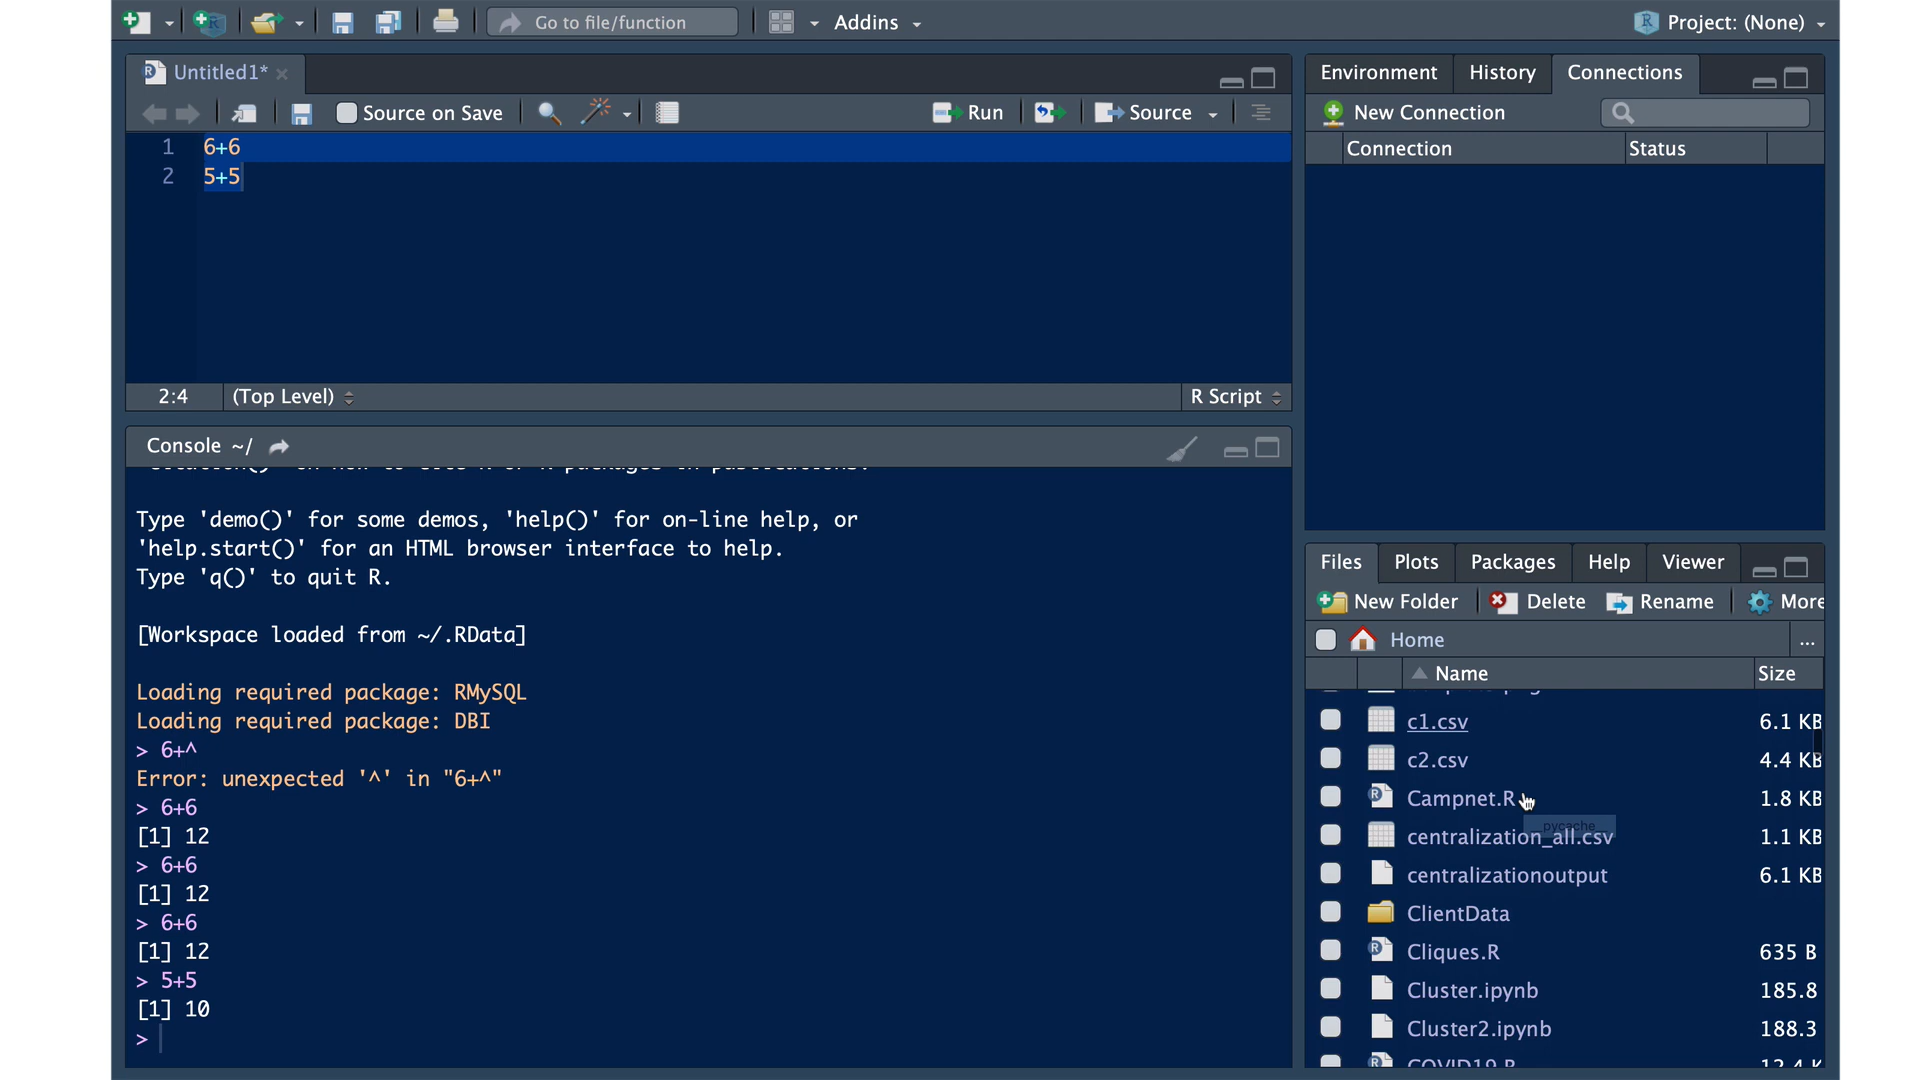 Go to file/function
Addins
Project: (None)
Untitled1*
Source on Save
Run
Source
1 6+6
2 5+5
2:4 (Top Level) R Script
Console ~/
Type 'demo()' for some demos, 'help()' for on-line help, or
'help.start()' for an HTML browser interface to help.
Type 'q()' to quit R.
[Workspace loaded from ~/.RData]
Loading required package: RMySQL
Loading required package: DBI
> 6+^
Error: unexpected '^' in "6+^"
> 6+6
[1] 12
> 6+6
[1] 12
> 6+6
[1] 12
> 5+5
[1] 10
>
Environment History Connections
New Connection
Connection Status
Files Plots Packages Help Viewer
New Folder Delete Rename More
Home ...
Name Size
c1.csv 6.1 KB
c2.csv 4.4 KB
Campnet.R 1.8 KB
centralization_all.csv 1.1 KB
centralizationoutput 6.1 KB
ClientData
Cliques.R 635 B
Cluster.ipynb 185.8
Cluster2.ipynb 188.3
COVID19.R